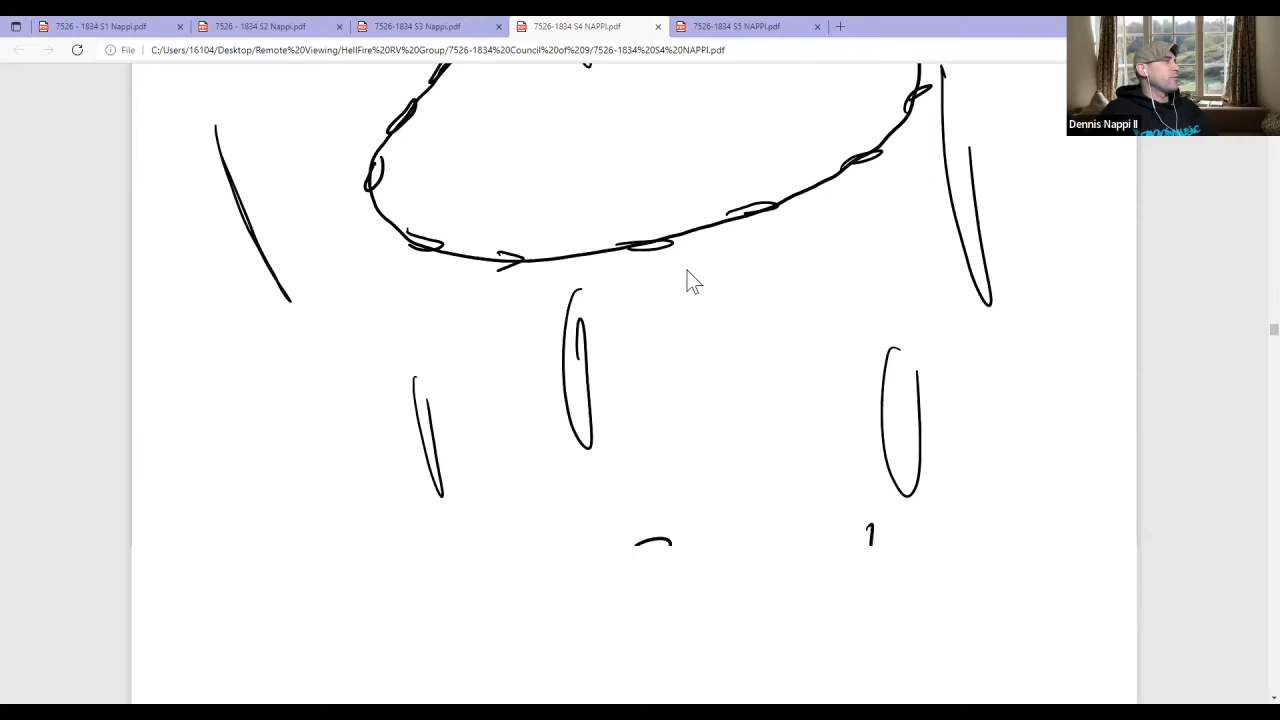 7526 - 1834 S1 Nappi.pdf
7526 - 1834 S2 Nappi.pdf
7526-1834 S3 Nappi.pdf
7526-1834 S4 NAPPI.pdf
7526-1834 S5 NAPPI.pdf
File
C:/Users/16104/Desktop/Remote%20Viewing/HellFire%20RV%20Group/7526-1834%20Council%20of%209/7526-1834%20S4%20NAPPI.pdf
Dennis Nappi II